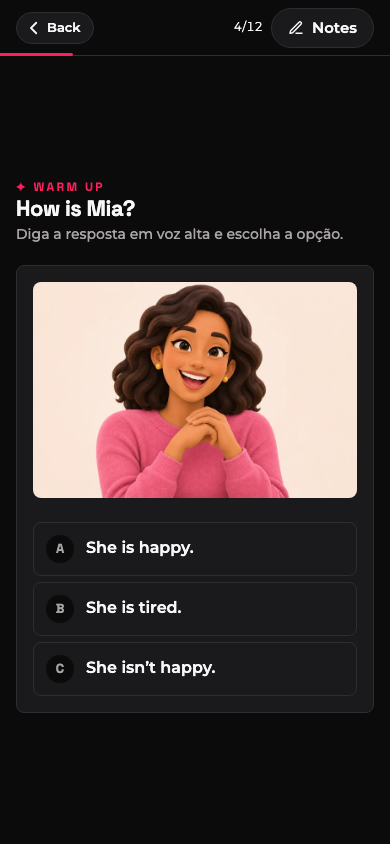 Back
4/12
Notes
WARM UP
How is Mia?
Diga a resposta em voz alta e escolha a opção.
A She is happy.
B She is tired.
C She isn’t happy.